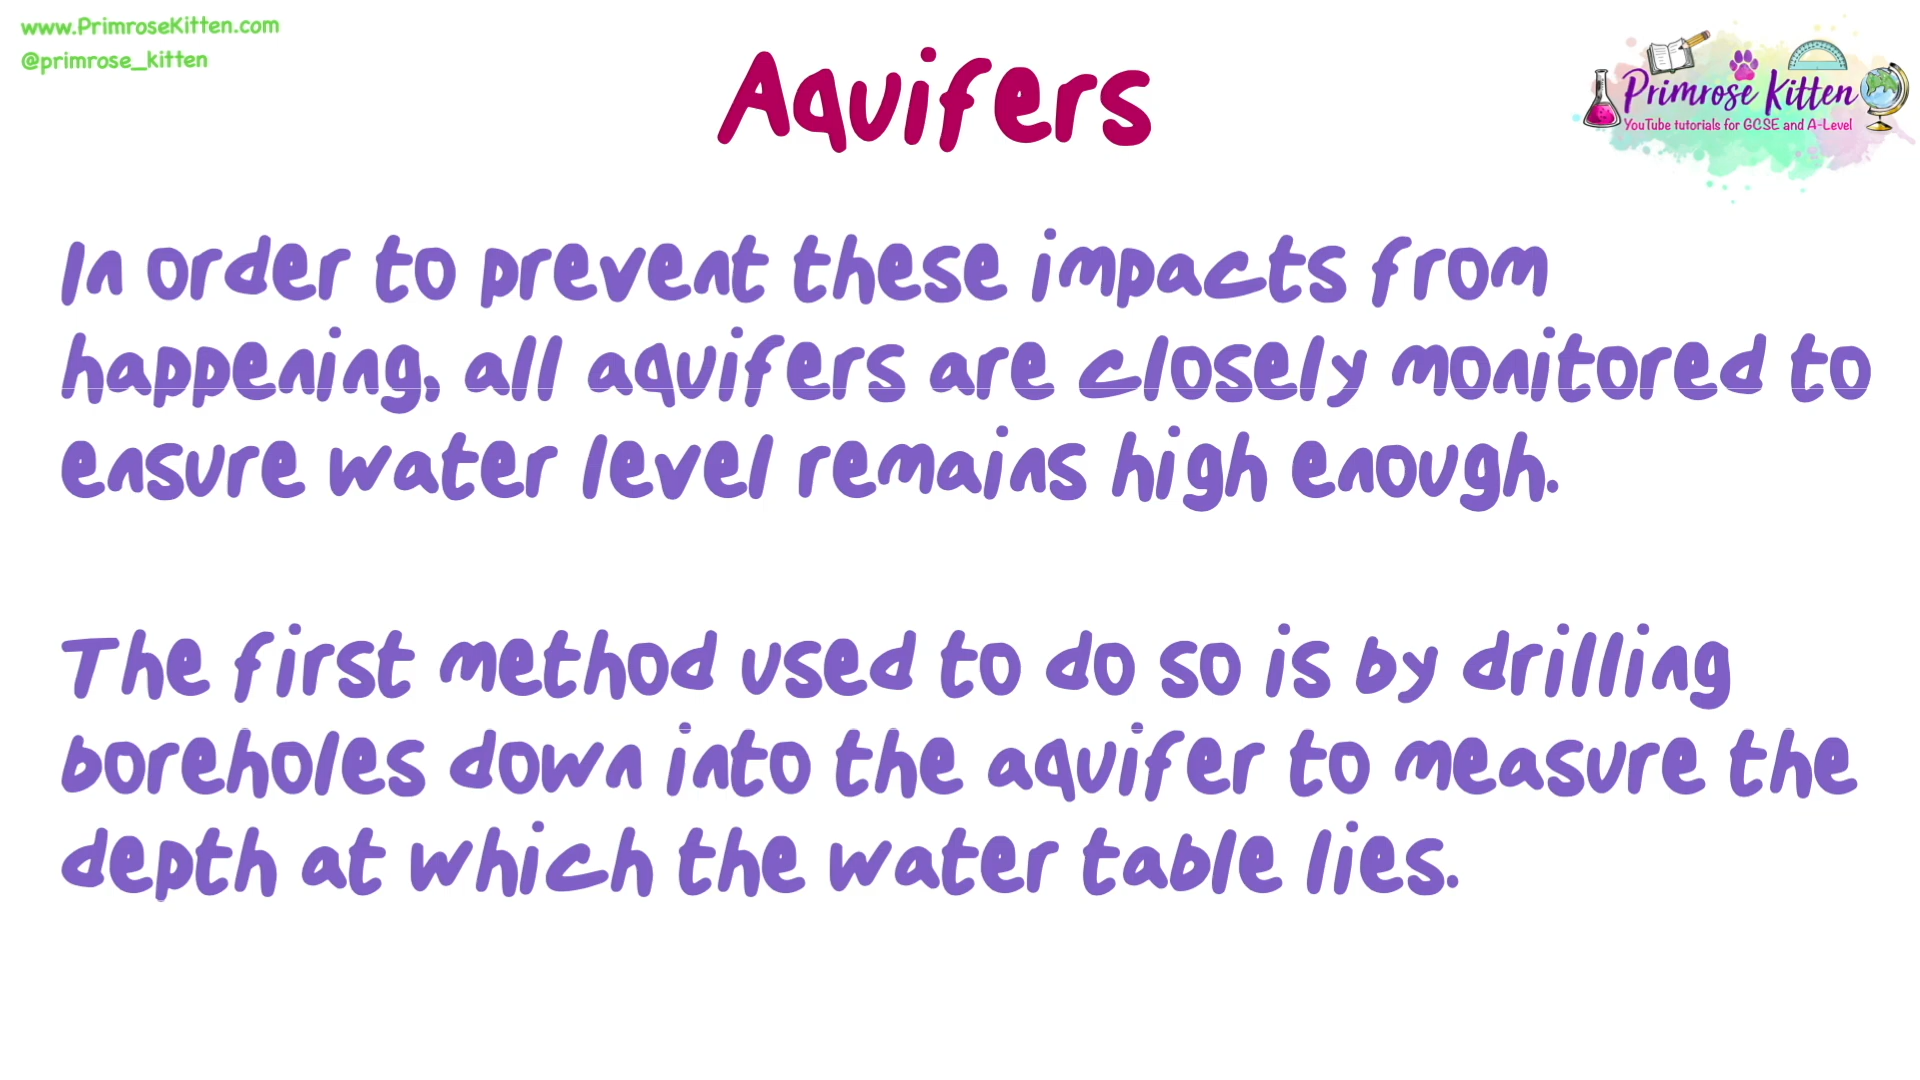 www.PrimroseKitten.com
@primrose_kitten
Aquifers
Primrose Kitten
YouTube tutorials for GCSE and A-Level
In order to prevent these impacts from
happening, all aquifers are closely monitored to
ensure water level remains high enough.
The first method used to do so is by drilling
boreholes down into the aquifer to measure the
depth at which the water table lies.